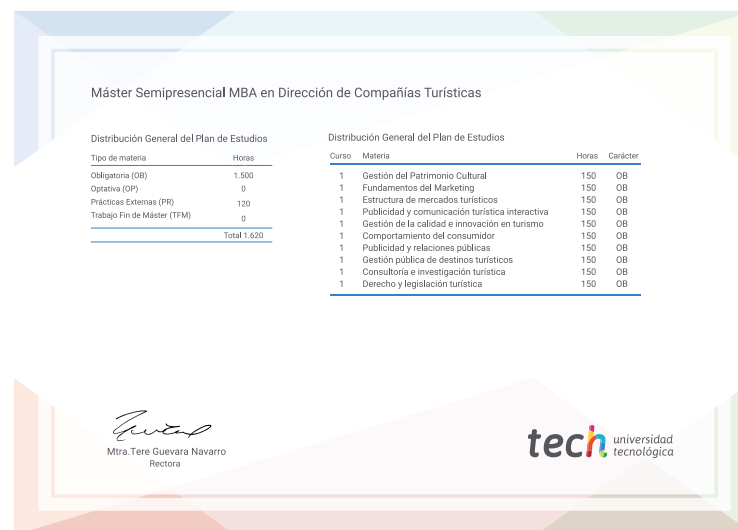 Máster Semipresencial MBA en Dirección de Compañías Turísticas
Distribución General del Plan de Estudios
Tipo de materia Horas
Obligatoria (OB) 1.500
Optativa (OP) 0
Prácticas Externas (PR) 120
Trabajo Fin de Máster (TFM) 0
Total 1.620
Distribución General del Plan de Estudios
Curso Materia Horas Carácter
1 Gestión del Patrimonio Cultural 150 OB
1 Fundamentos del Marketing 150 OB
1 Estructura de mercados turísticos 150 OB
1 Publicidad y comunicación turística interactiva 150 OB
1 Gestión de la calidad e innovación en turismo 150 OB
1 Comportamiento del consumidor 150 OB
1 Publicidad y relaciones públicas 150 OB
1 Gestión pública de destinos turísticos 150 OB
1 Consultoría e investigación turística 150 OB
1 Derecho y legislación turística 150 OB
Mtra.Tere Guevara Navarro
Rectora
tech universidad
tecnológica